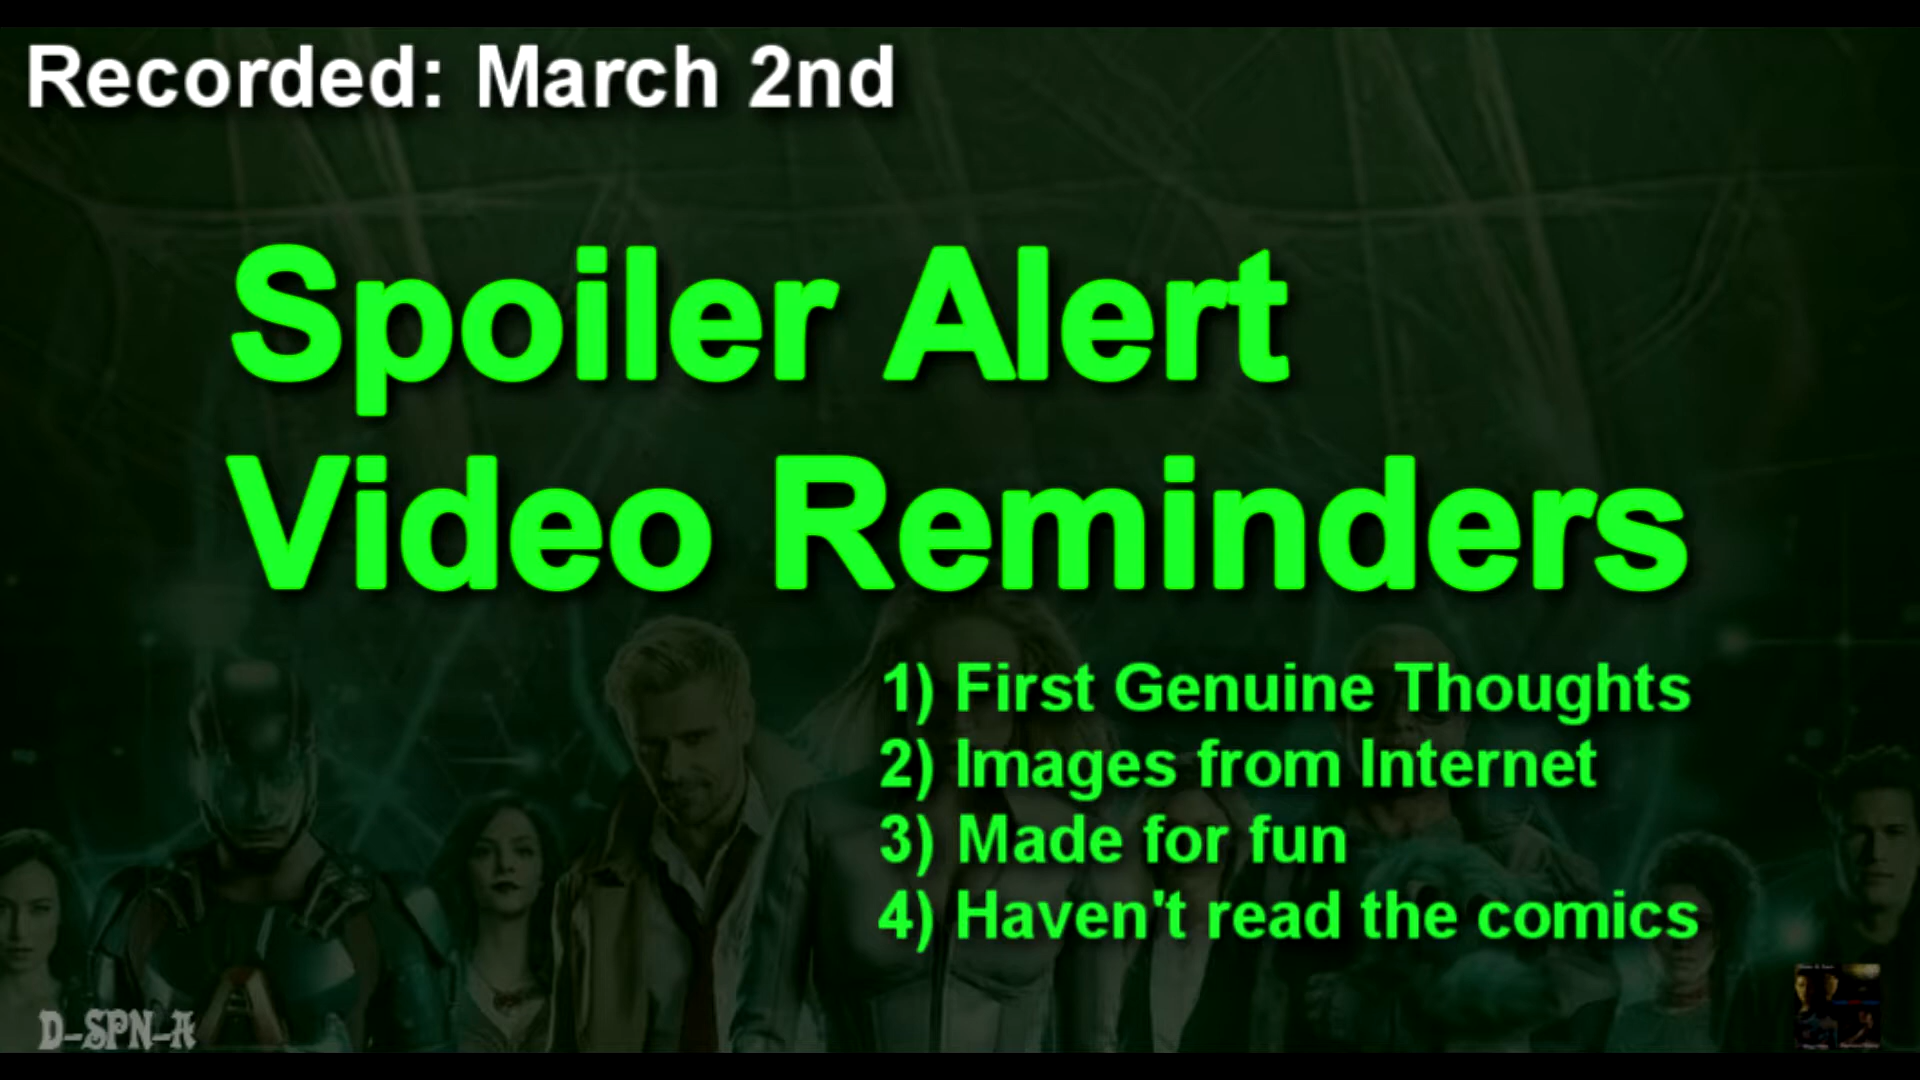 Recorded: March 2nd
Spoiler Alert
Video Reminders
1) First Genuine Thoughts
2) Images from Internet
3) Made for fun
4) Haven't read the comics
D-SPN-A